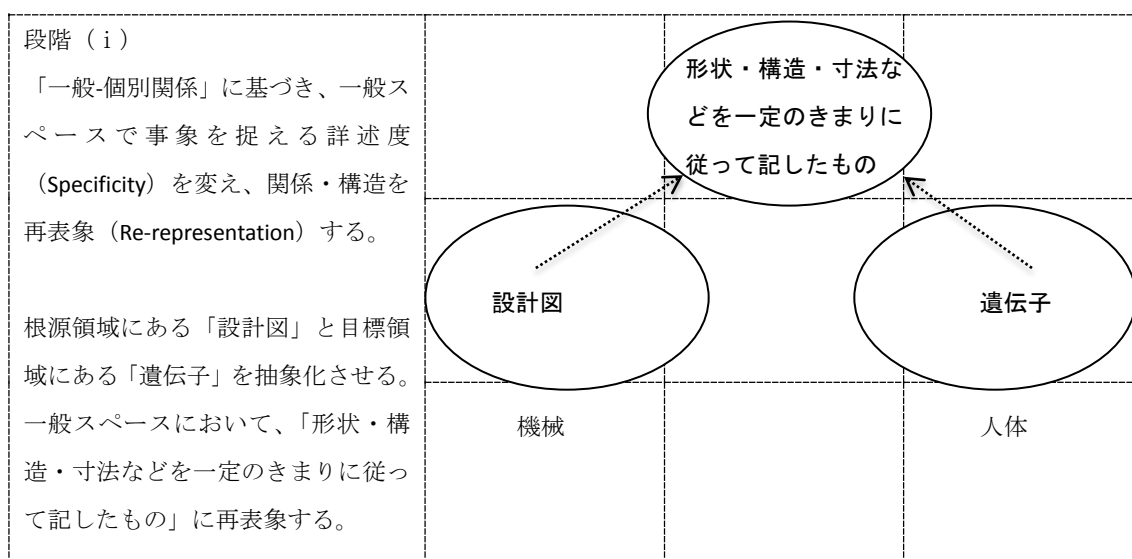 段階（ⅰ）
「一般-個別関係」に基づき、一般ス
ペースで事象を捉える詳述度
（Specificity）を変え、関係・構造を
再表象（Re-representation）する。
根源領域にある「設計図」と目標領
域にある「遺伝子」を抽象化させる。
一般スペースにおいて、「形状・構
造・寸法などを一定のきまりに従っ
て記したもの」に再表象する。
形状・構造・寸法な
どを一定のきまりに
従って記したもの
設計図
遺伝子
機械
人体